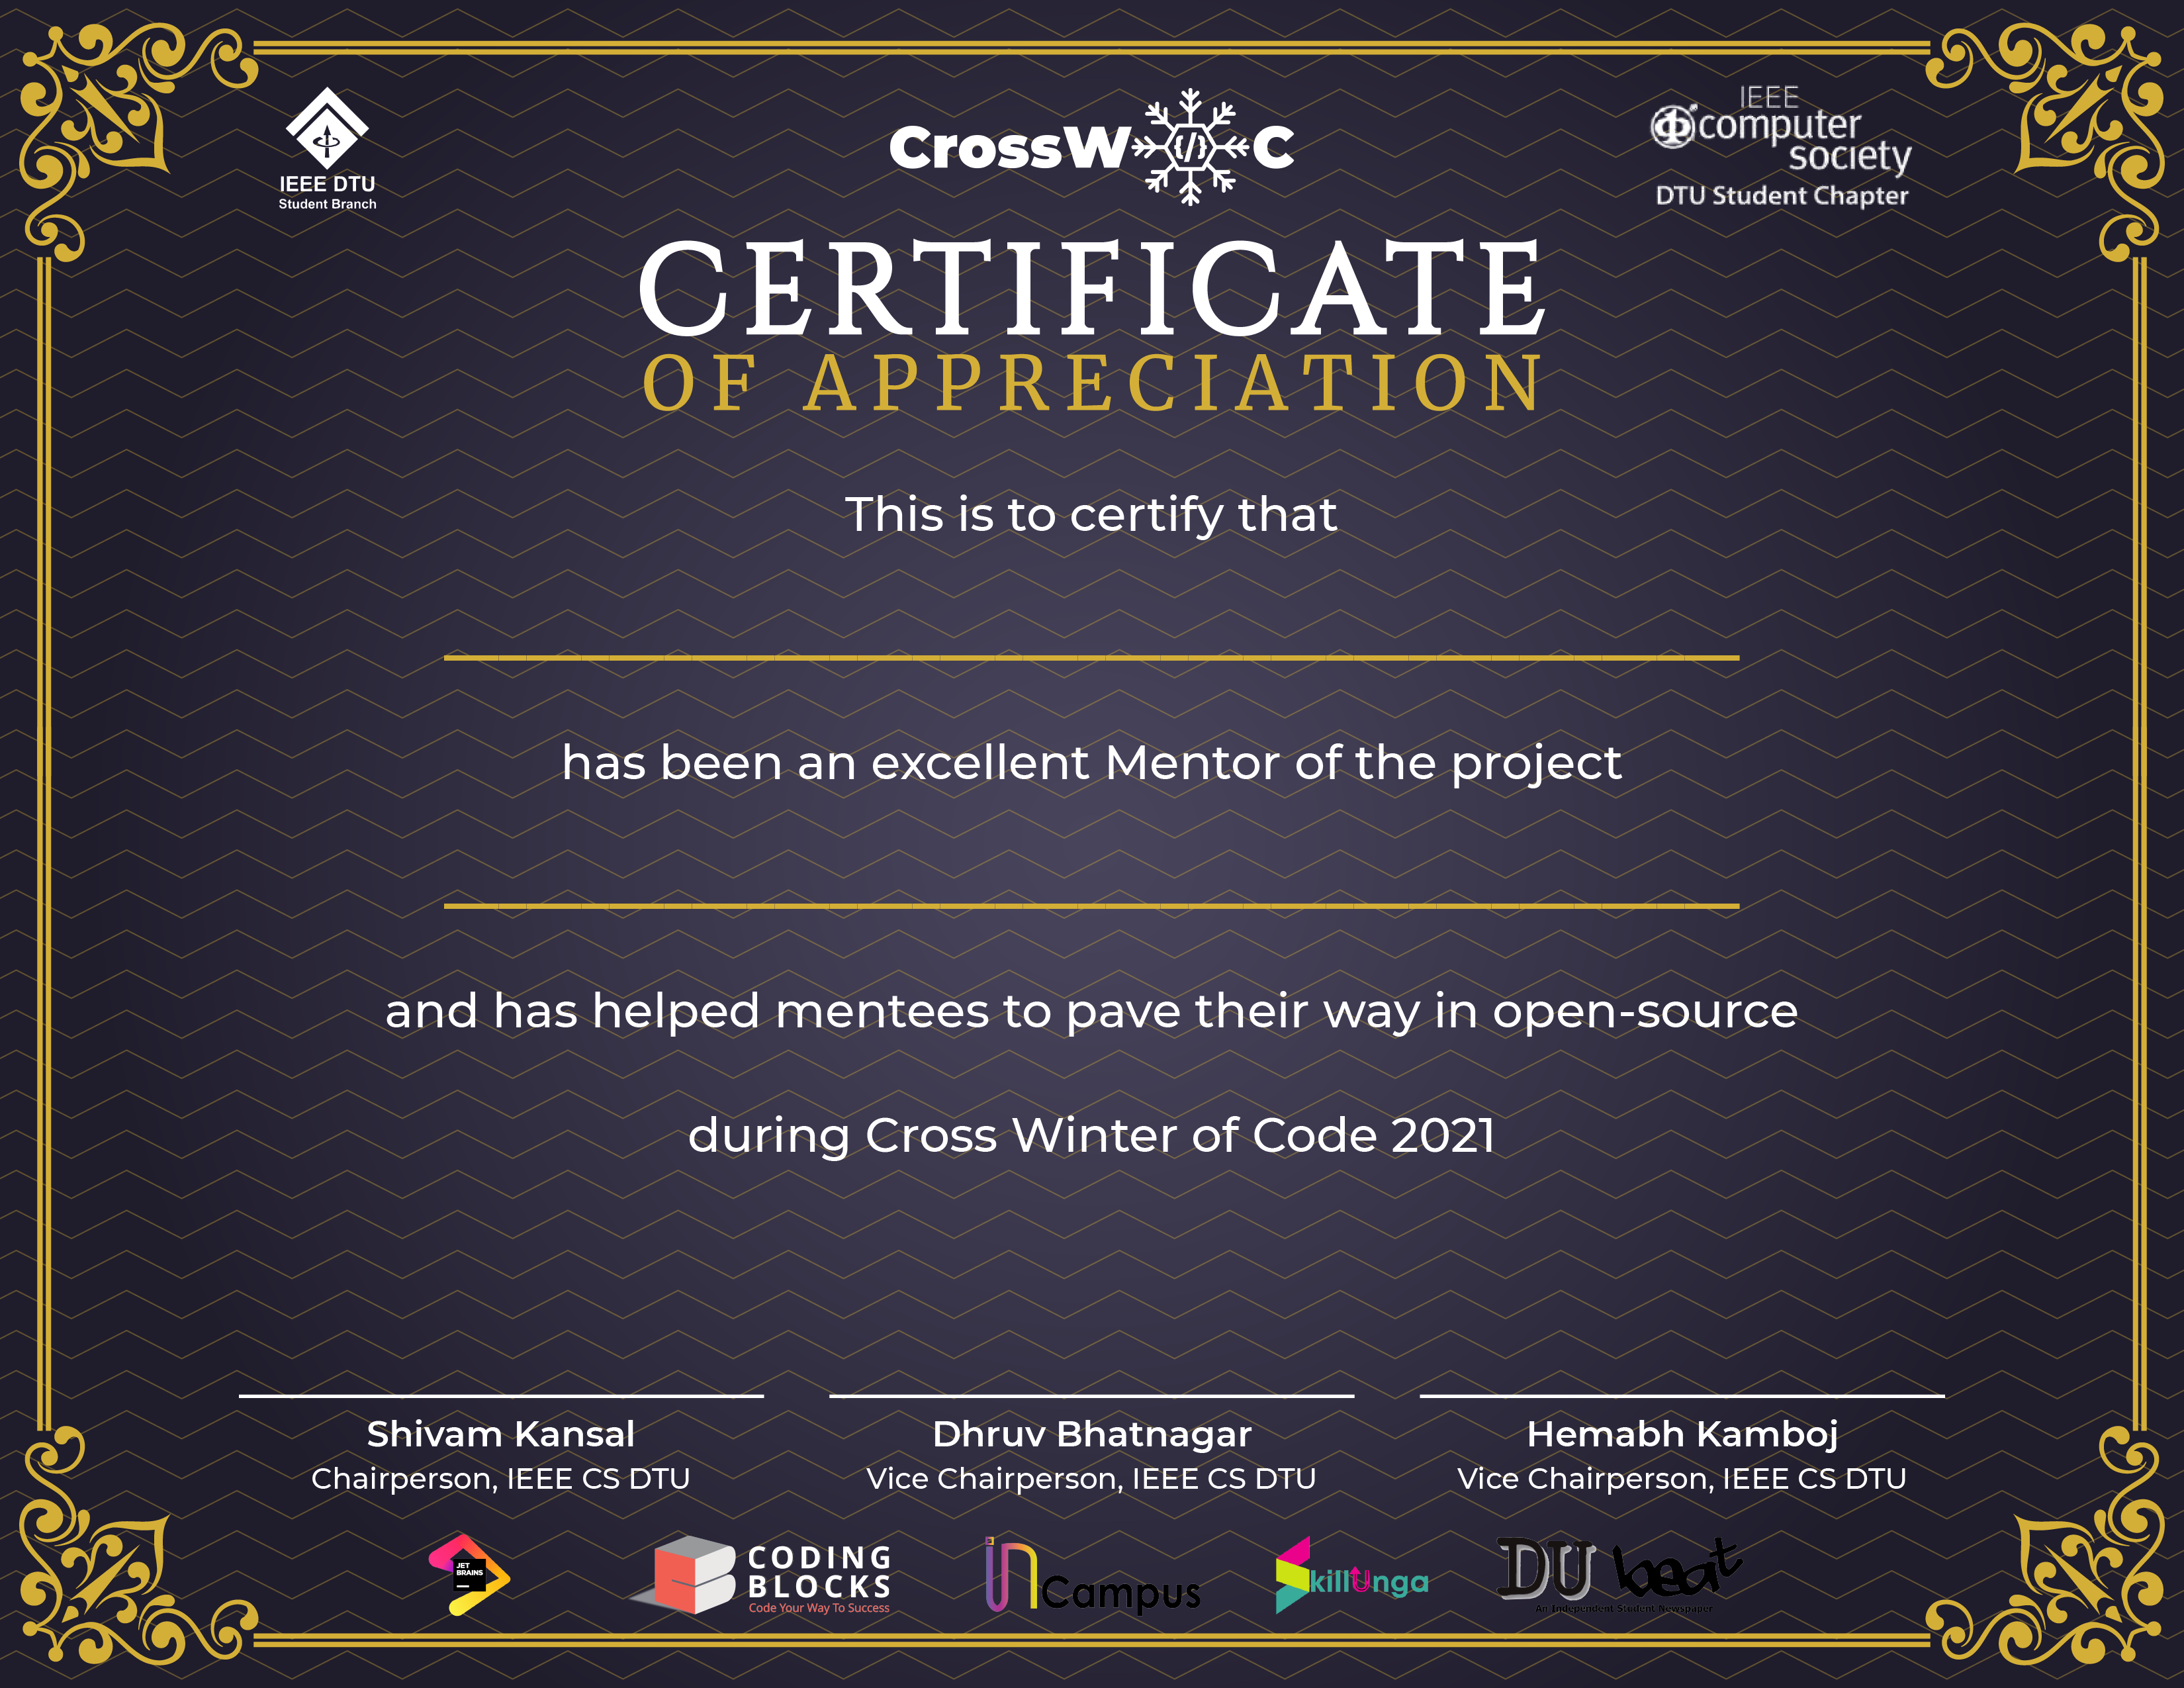 IEEE DTU
Student Branch
CrossW{/}C
IEEE
computer
society
DTU Student Chapter
CERTIFICATE
OF APPRECIATION
This is to certify that
has been an excellent Mentor of the project
and has helped mentees to pave their way in open-source
during Cross Winter of Code 2021
Shivam Kansal
Chairperson, IEEE CS DTU
Dhruv Bhatnagar
Vice Chairperson, IEEE CS DTU
Hemabh Kamboj
Vice Chairperson, IEEE CS DTU
JET
BRAINS
CODING
BLOCKS
Code Your Way To Success
in Campus
SkillUnga
DU beat
An Independent Student Newspaper